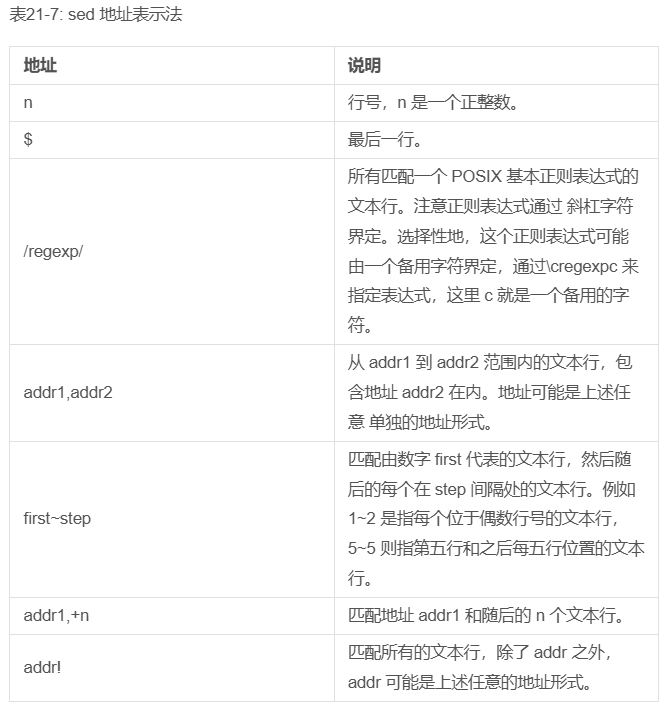 表21-7: sed 地址表示法
地址
说明
n
行号，n 是一个正整数。
$
最后一行。
/regexp/
所有匹配一个 POSIX 基本正则表达式的
文本行。注意正则表达式通过 斜杠字符
界定。选择性地，这个正则表达式可能
由一个备用字符界定，通过\cregexpc 来
指定表达式，这里 c 就是一个备用的字
符。
addr1,addr2
从 addr1 到 addr2 范围内的文本行，包
含地址 addr2 在内。地址可能是上述任
意 单独的地址形式。
first~step
匹配由数字 first 代表的文本行，然后随
后的每个在 step 间隔处的文本行。例如
1~2 是指每个位于偶数行号的文本行，
5~5 则指第五行和之后每五行位置的文本
行。
addr1,+n
匹配地址 addr1 和随后的 n 个文本行。
addr!
匹配所有的文本行，除了 addr 之外，
addr 可能是上述任意的地址形式。